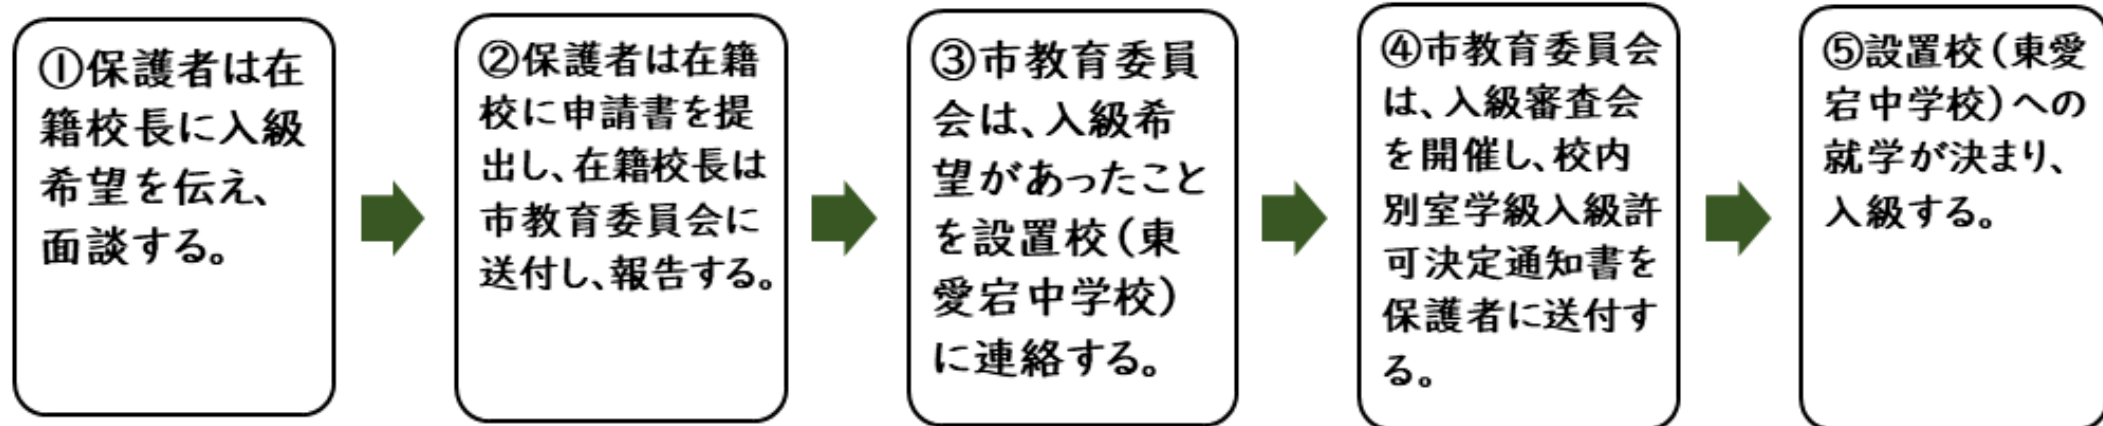 ①保護者は在
籍校長に入級
希望を伝え、
面談する。
②保護者は在籍
校に申請書を提
出し、在籍校長は
市教育委員会に
送付し、報告する。
③市教育委員
会は、入級希
望があったこと
を設置校（東
愛宕中学校）
に連絡する。
④市教育委員会
は、入級審査会
を開催し、校内
別室学級入級許
可決定通知書を
保護者に送付す
る。
⑤設置校（東愛
宕中学校）への
就学が決まり、
入級する。